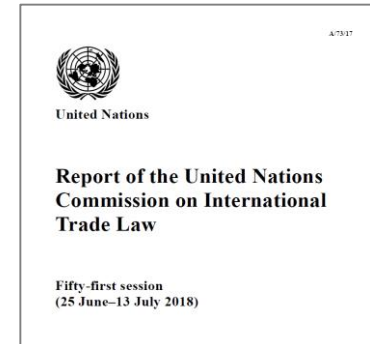 A/73/17
United Nations
Report of the United Nations
Commission on International
Trade Law
Fifty-first session
(25 June–13 July 2018)